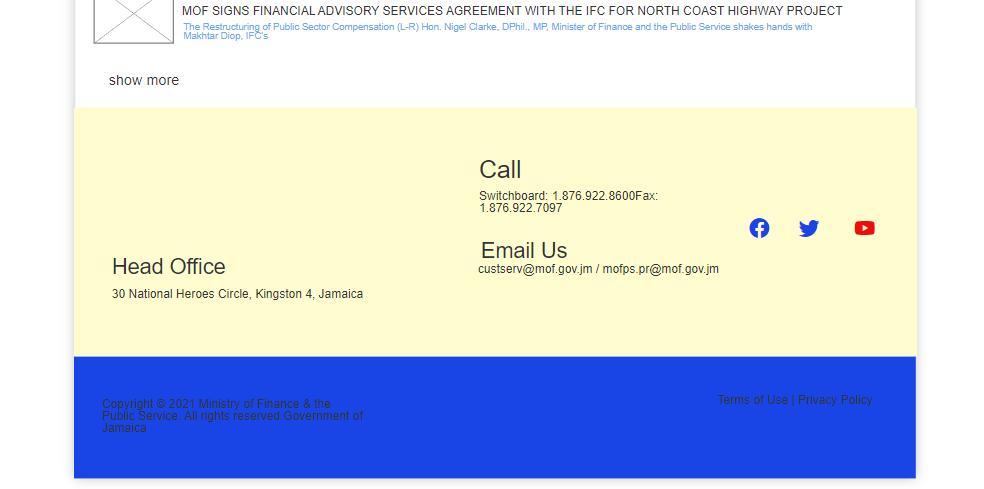 MOF SIGNS FINANCIAL ADVISORY SERVICES AGREEMENT WITH THE IFC FOR NORTH COAST HIGHWAY PROJECT
The Restructuring of Public Sector Compensation (L-R) Hon. Nigel Clarke, DPhil., MP, Minister of Finance and the Public Service shakes hands with
Makhtar Diop, IFC's
show more
Call
Switchboard: 1.876.922.8600Fax:
1.876.922.7097
Email Us
custserv@mof.gov.jm / mofps.pr@mof.gov.jm
Head Office
30 National Heroes Circle, Kingston 4, Jamaica
Copyright © 2021 Ministry of Finance & the
Public Service. All rights reserved Government of
Jamaica
Terms of Use | Privacy Policy